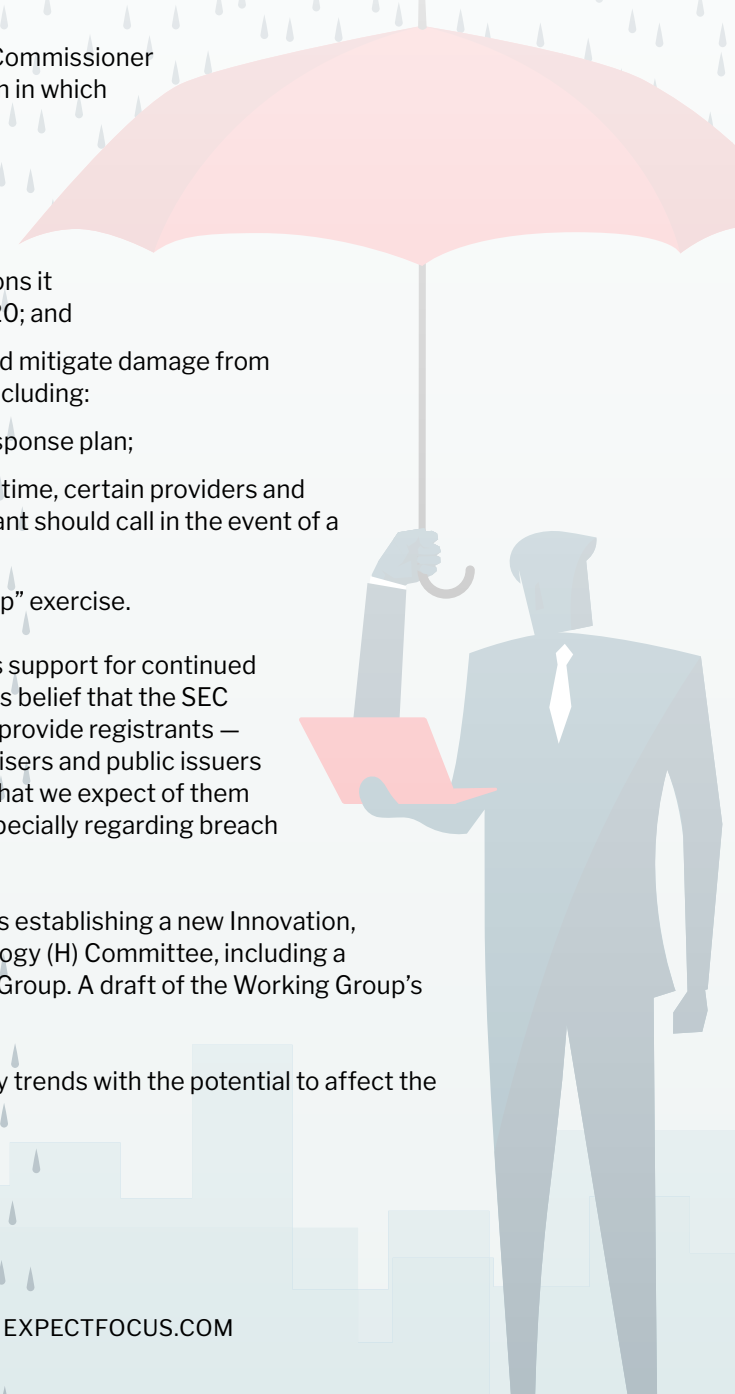 Commissioner
n in which
ons it
20; and
d mitigate damage from
cluding:
sponse plan;
time, certain providers and
ant should call in the event of a
p” exercise.
s support for continued
s belief that the SEC
provide registrants —
isers and public issuers
hat we expect of them
pecially regarding breach
s establishing a new Innovation,
ogy (H) Committee, including a
Group. A draft of the Working Group’s
y trends with the potential to affect the
EXPECTFOCUS.COM